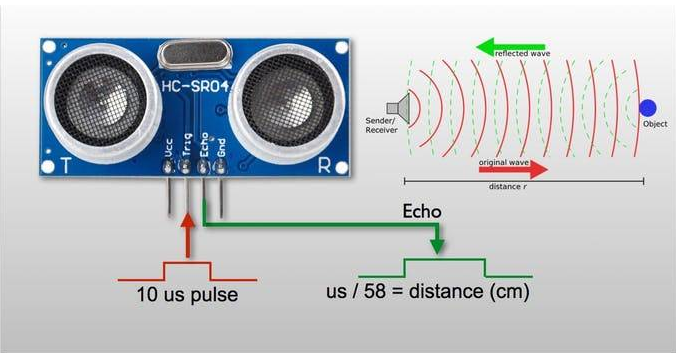 HC-SR04
Vcc
Trig
Echo
Gnd
T
R
reflected wave
Sender/
Receiver
Object
original wave
distance r
Echo
10 us pulse
us / 58 = distance (cm)